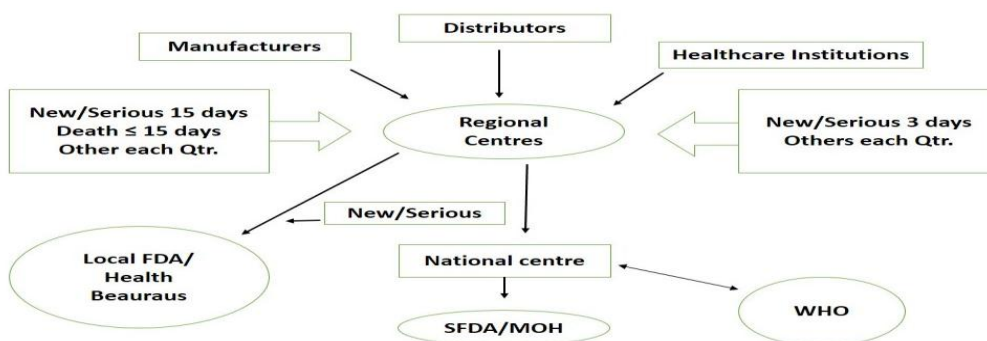 Distributors
Manufacturers
Healthcare Institutions
New/Serious 15 days
Death ≤ 15 days
Other each Qtr.
Regional
Centres
New/Serious 3 days
Others each Qtr.
New/Serious
Local FDA/
Health
Beauraus
National centre
WHO
SFDA/MOH